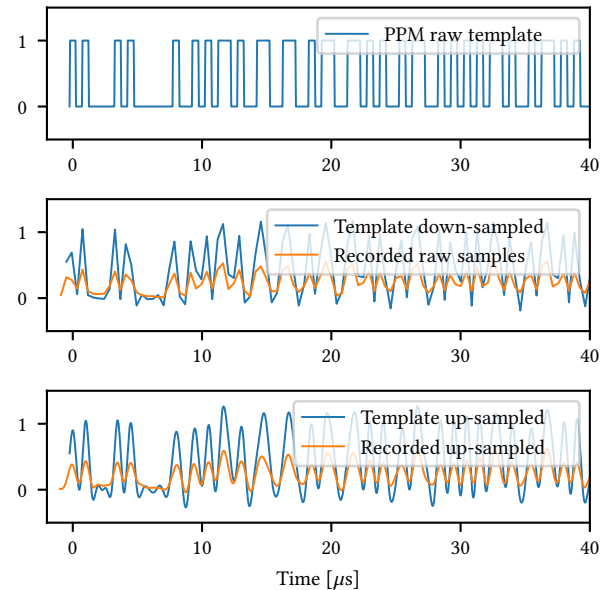 1
PPM raw template
0
0 10 20 30 40
1
Template down-sampled
Recorded raw samples
0
0 10 20 30 40
1
Template up-sampled
Recorded up-sampled
0
0 10 20 30 40
Time [μs]